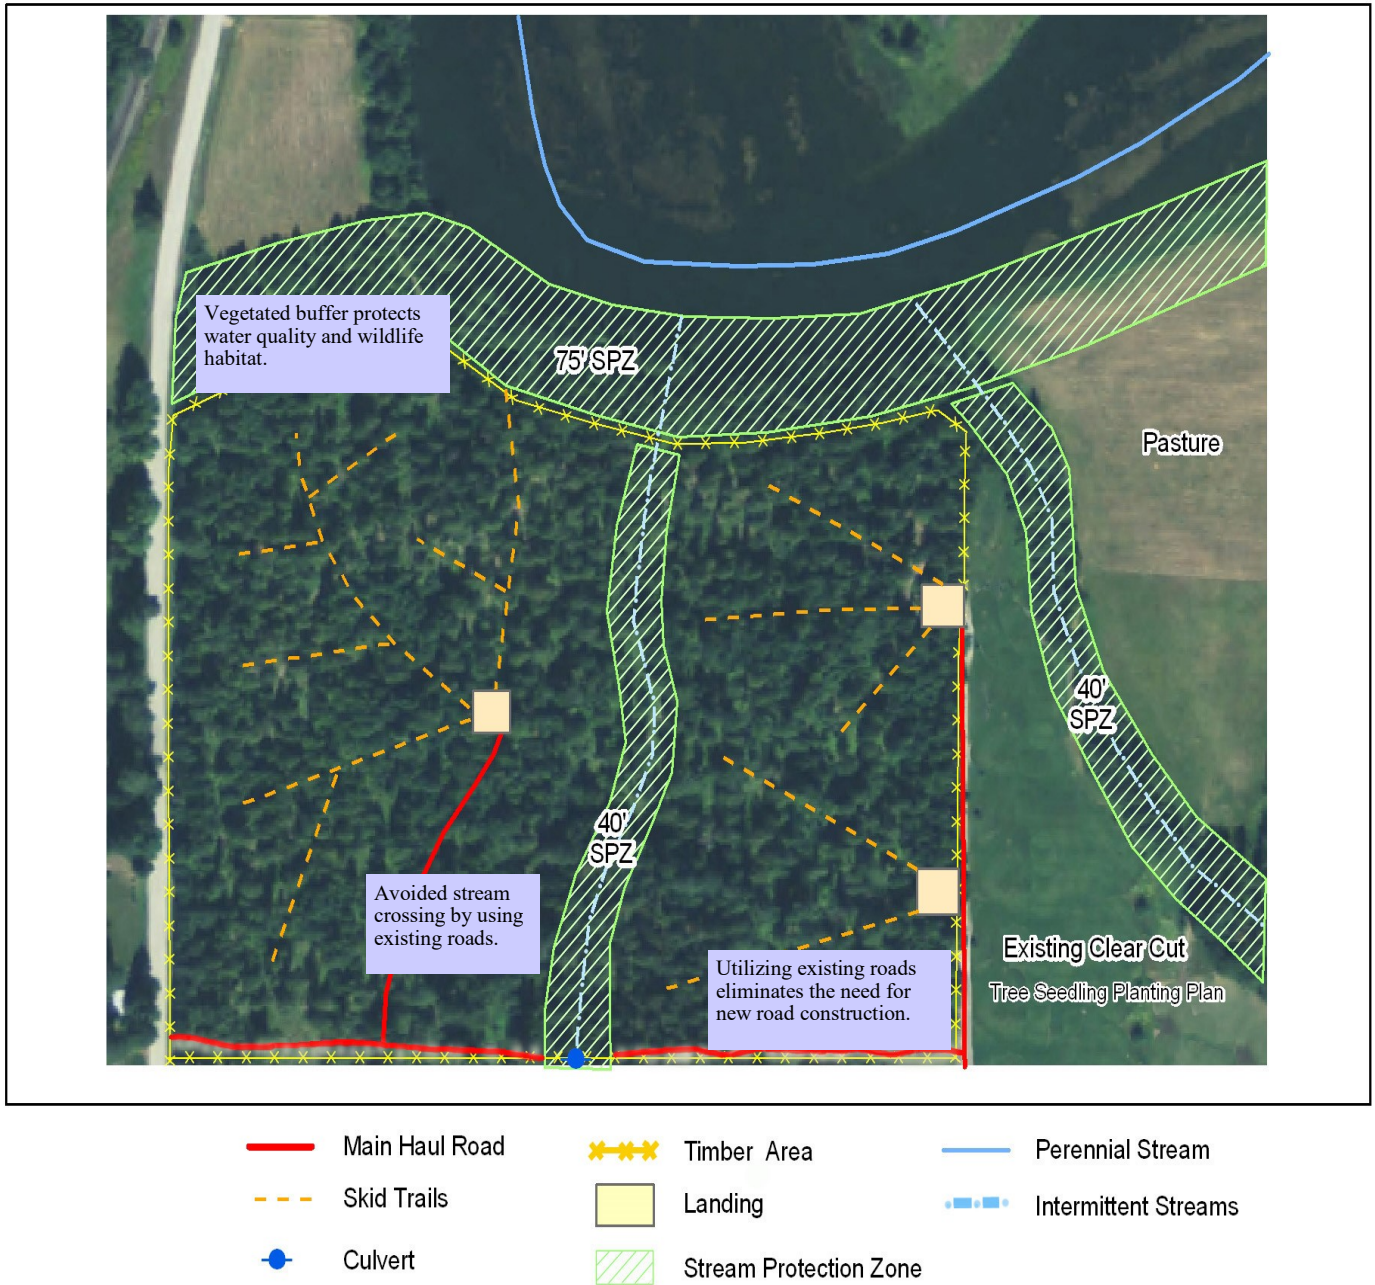 Vegetated buffer protects
water quality and wildlife
habitat.
75' SPZ
Pasture
40'
SPZ
40'
SPZ
Avoided stream
crossing by using
existing roads.
Utilizing existing roads
eliminates the need for
new road construction.
Existing Clear Cut
Tree Seedling Planting Plan
Main Haul Road
Timber Area
Perennial Stream
Skid Trails
Landing
Intermittent Streams
Culvert
Stream Protection Zone